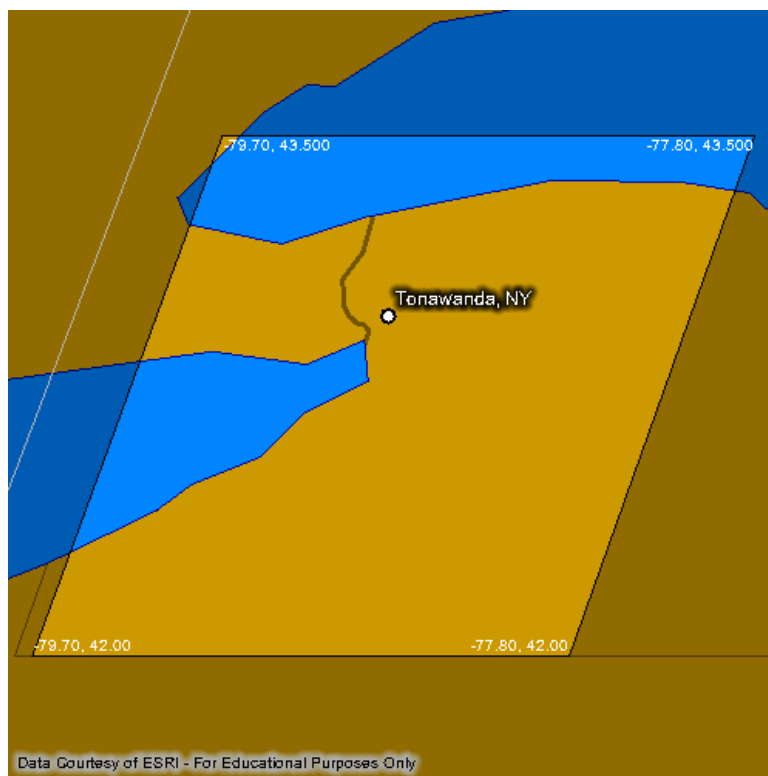 -79.70, 43.500
-77.80, 43.500
Tonawanda, NY
-79.70, 42.00
-77.80, 42.00
Data Courtesy of ESRI - For Educational Purposes Only